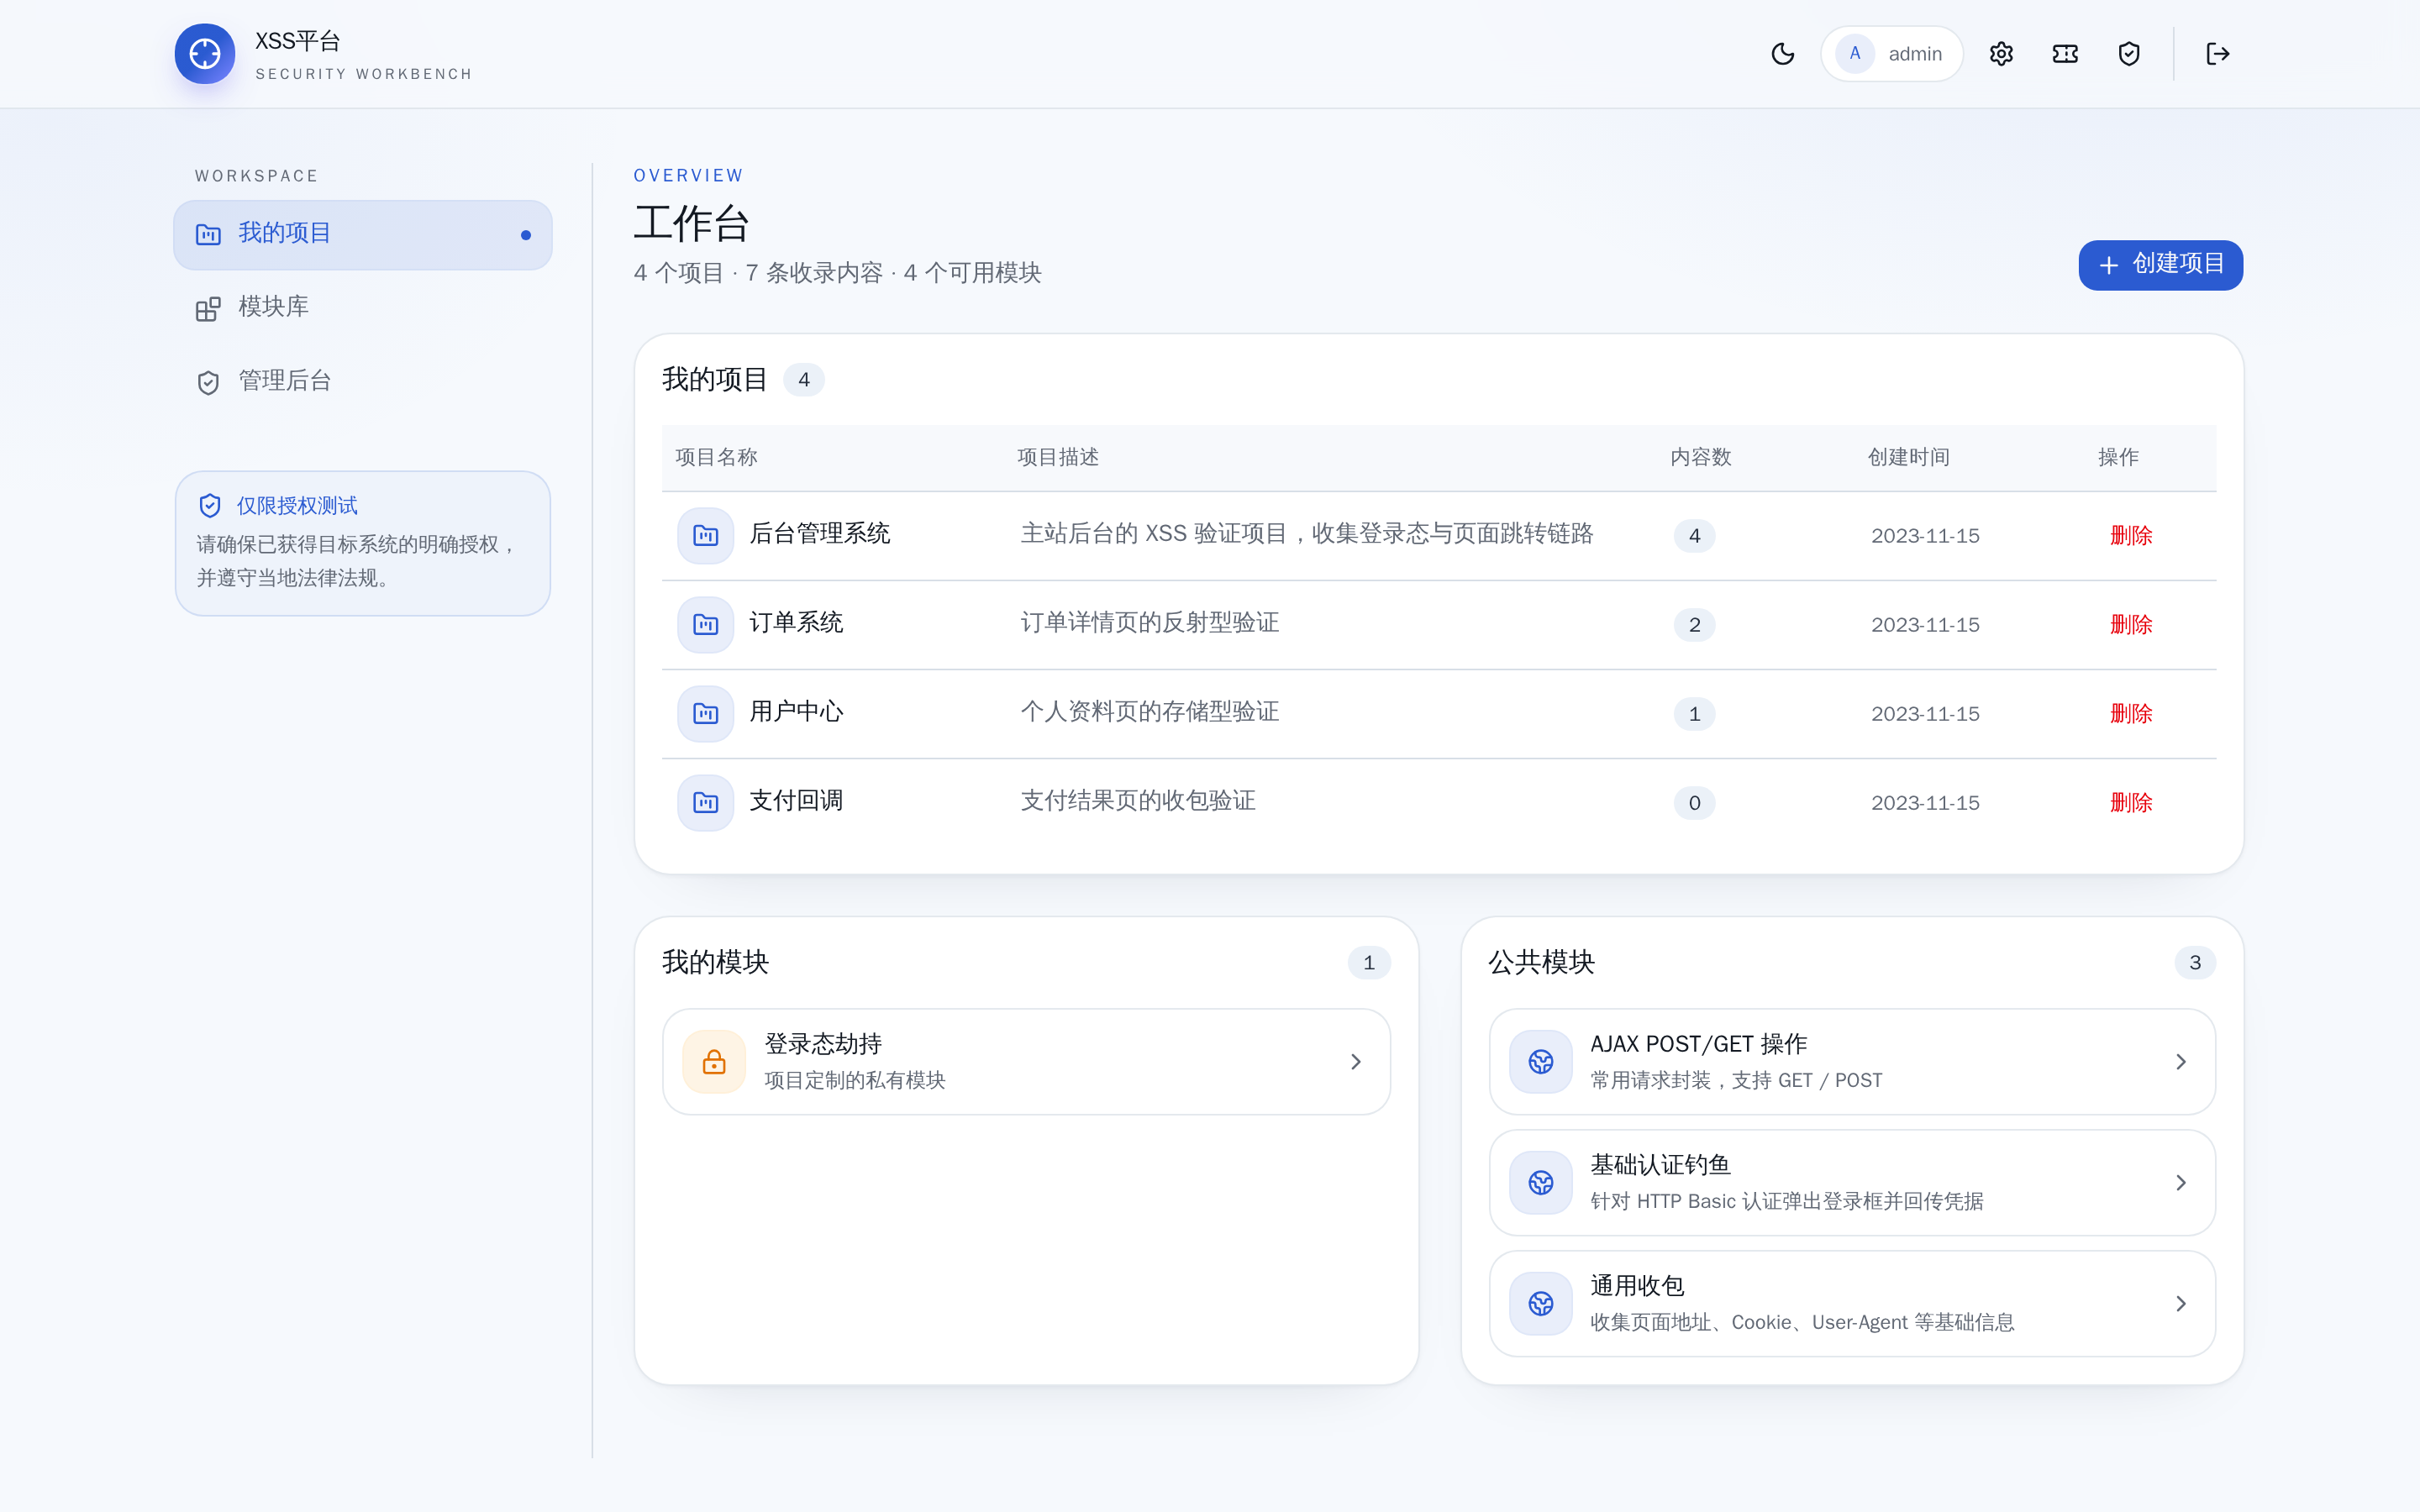 XSS平台
SECURITY WORKBENCH
A
admin
WORKSPACE
我的项目
模块库
管理后台
仅限授权测试
请确保已获得目标系统的明确授权，
并遵守当地法律法规。
OVERVIEW
工作台
4 个项目 · 7 条收录内容 · 4 个可用模块
创建项目
我的项目 4
项目名称 项目描述 内容数 创建时间 操作
后台管理系统 主站后台的 XSS 验证项目，收集登录态与页面跳转链路 4 2023-11-15 删除
订单系统 订单详情页的反射型验证 2 2023-11-15 删除
用户中心 个人资料页的存储型验证 1 2023-11-15 删除
支付回调 支付结果页的收包验证 0 2023-11-15 删除
我的模块 1
登录态劫持
项目定制的私有模块
公共模块 3
AJAX POST/GET 操作
常用请求封装，支持 GET / POST
基础认证钓鱼
针对 HTTP Basic 认证弹出登录框并回传凭据
通用收包
收集页面地址、Cookie、User-Agent 等基础信息